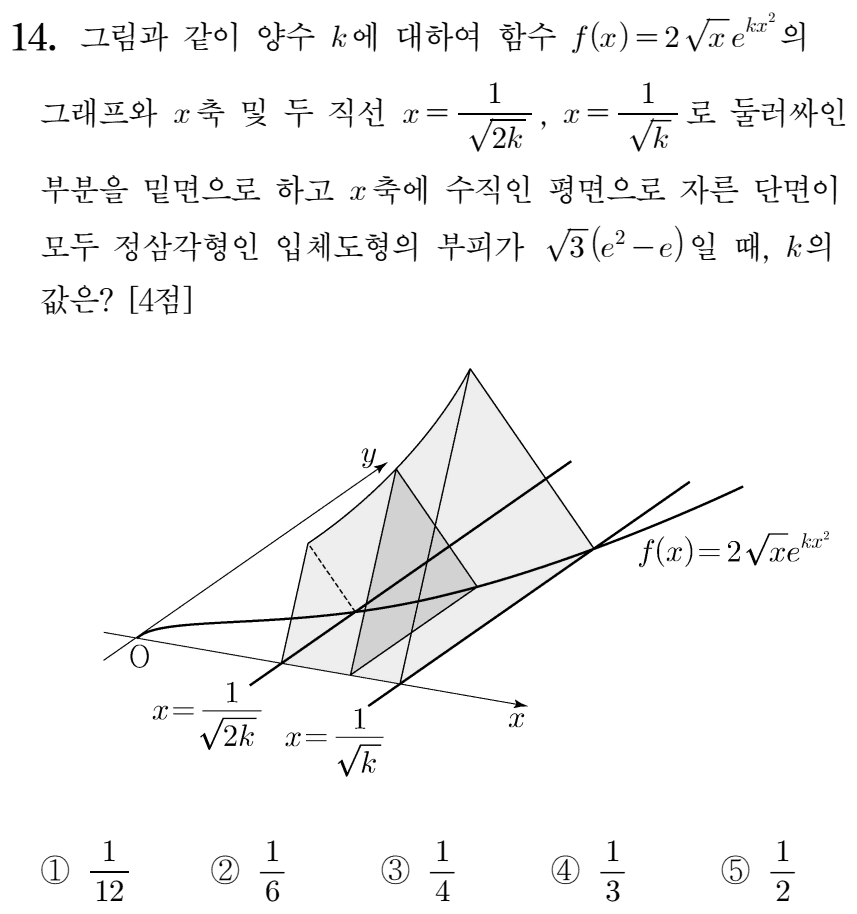 14. 그림과 같이 양수 k에 대하여 함수 f(x)=2√x e^{kx²}의
그래프와 x축 및 두 직선 x=1/√(2k), x=1/√k로 둘러싸인
부분을 밑면으로 하고 x축에 수직인 평면으로 자른 단면이
모두 정삼각형인 입체도형의 부피가 √3(e²−e)일 때, k의
값은? [4점]
y
f(x)=2√x e^{kx²}
O
x=1/√(2k) x=1/√k x
① 1/12 ② 1/6 ③ 1/4 ④ 1/3 ⑤ 1/2